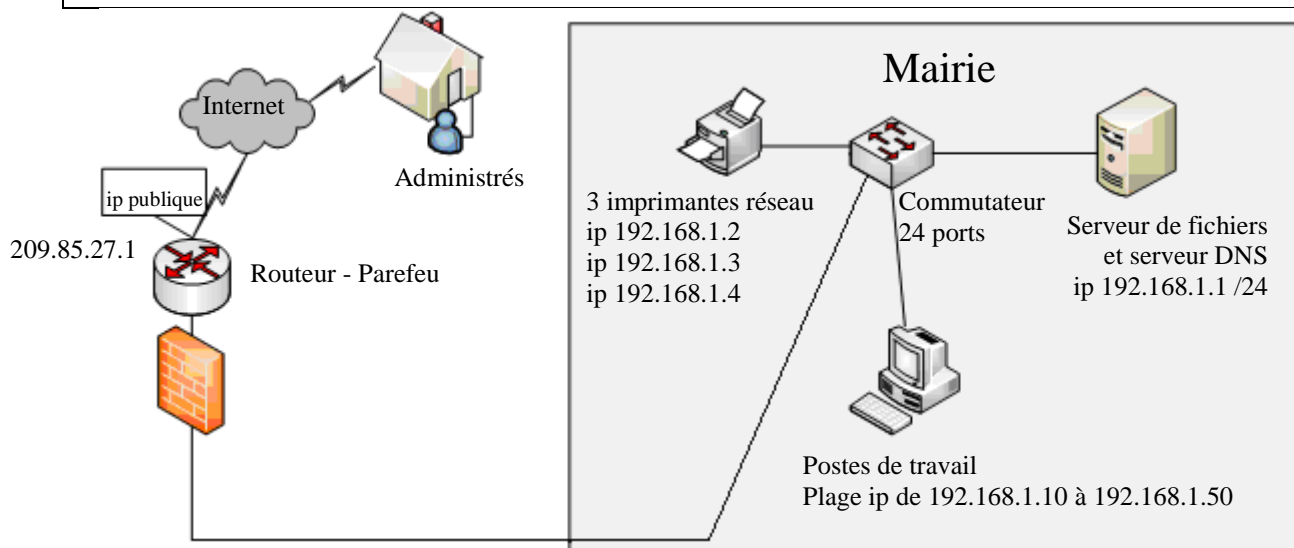 Mairie
Internet
Administrés
ip publique
209.85.27.1
Routeur - Parefeu
3 imprimantes réseau
ip 192.168.1.2
ip 192.168.1.3
ip 192.168.1.4
Commutateur
24 ports
Serveur de fichiers
et serveur DNS
ip 192.168.1.1 /24
Postes de travail
Plage ip de 192.168.1.10 à 192.168.1.50